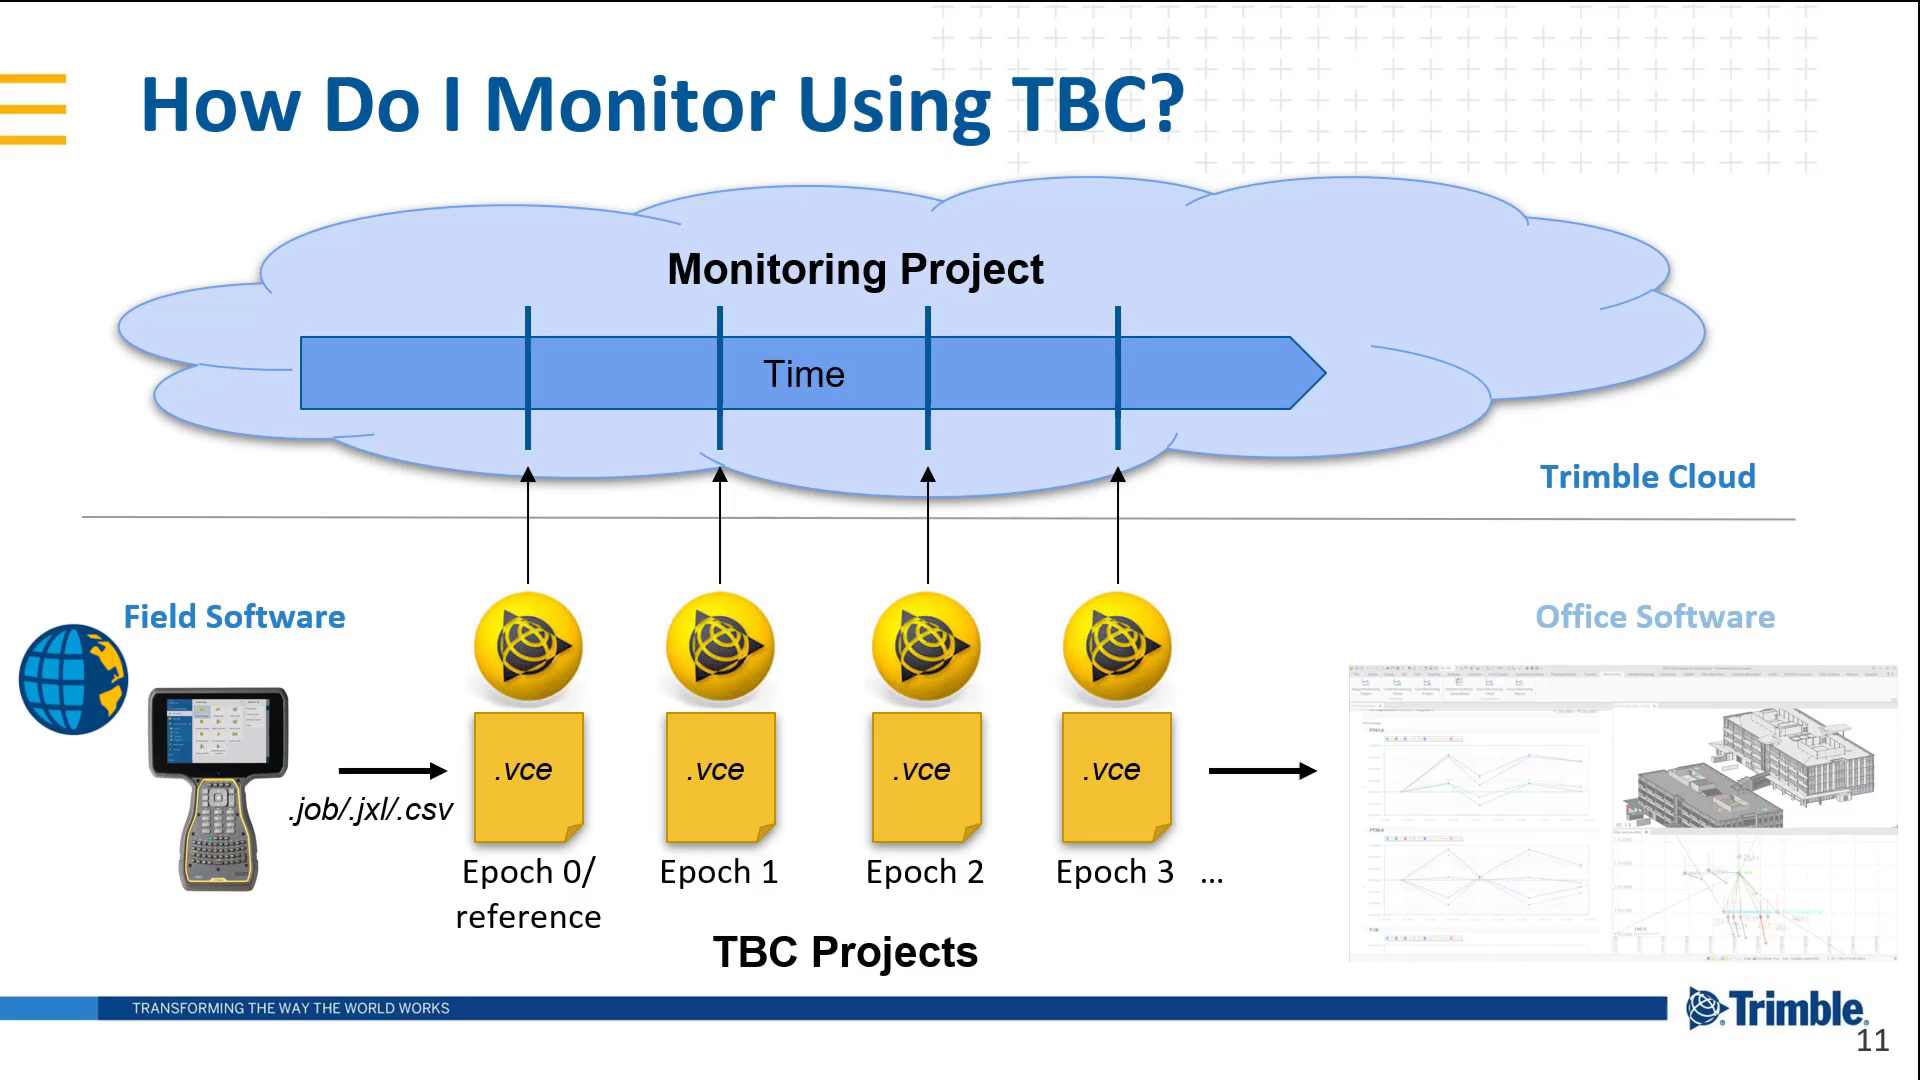 How Do I Monitor Using TBC?
Monitoring Project
Time
Trimble Cloud
Field Software
Office Software
.job/.jxl/.csv
.vce
.vce
.vce
.vce
Epoch 0/
reference
Epoch 1
Epoch 2
Epoch 3
...
TBC Projects
TRANSFORMING THE WAY THE WORLD WORKS
Trimble®
11